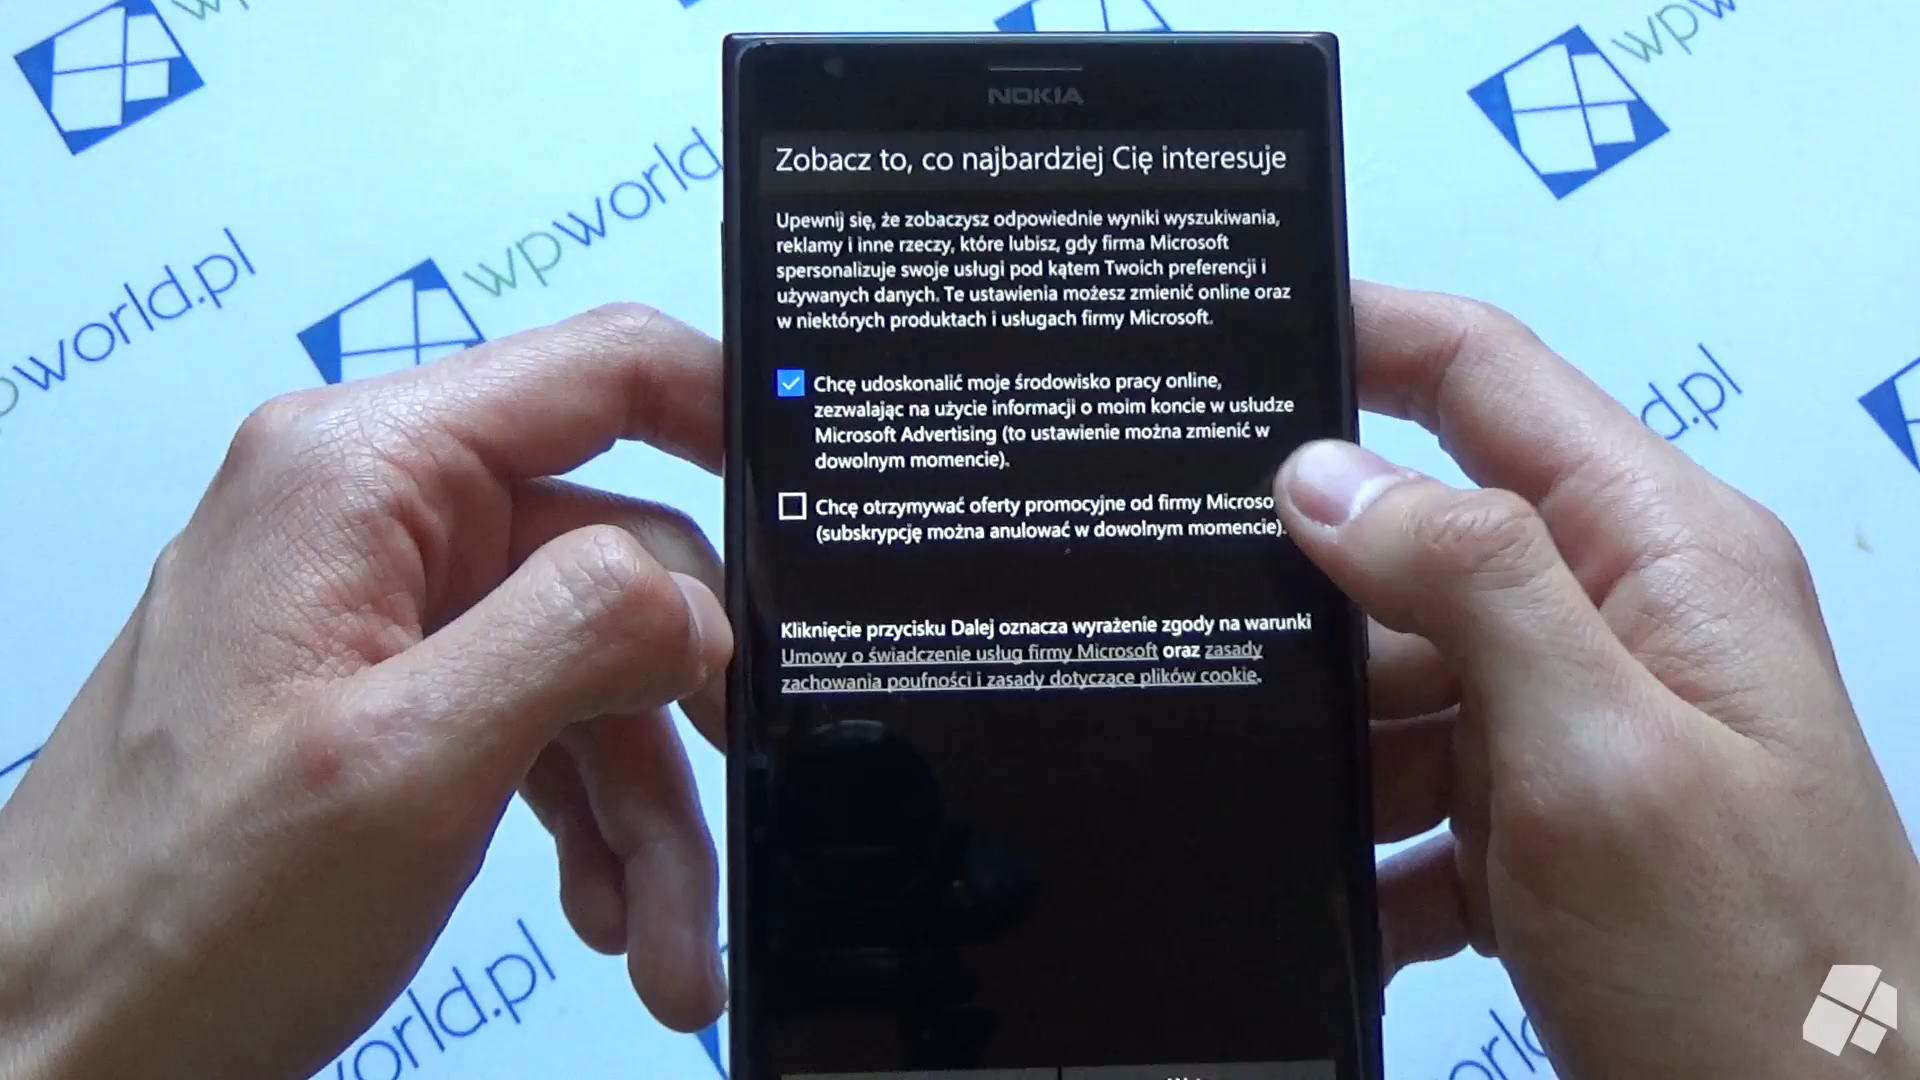 wpworld.pl
NOKIA
Zobacz to, co najbardziej Cię interesuje
Upewnij się, że zobaczysz odpowiednie wyniki wyszukiwania,
reklamy i inne rzeczy, które lubisz, gdy firma Microsoft
spersonalizuje swoje usługi pod kątem Twoich preferencji i
używanych danych. Te ustawienia możesz zmienić online oraz
w niektórych produktach i usługach firmy Microsoft.
Chcę udoskonalić moje środowisko pracy online,
zezwalając na użycie informacji o moim koncie w usłudze
Microsoft Advertising (to ustawienie można zmienić w
dowolnym momencie).
Chcę otrzymywać oferty promocyjne od firmy Microso
(subskrypcję można anulować w dowolnym momencie).
Kliknięcie przycisku Dalej oznacza wyrażenie zgody na warunki
Umowy o świadczenie usług firmy Microsoft oraz zasady
zachowania poufności i zasady dotyczące plików cookie.
pworld.pl
world.pl
d.pl